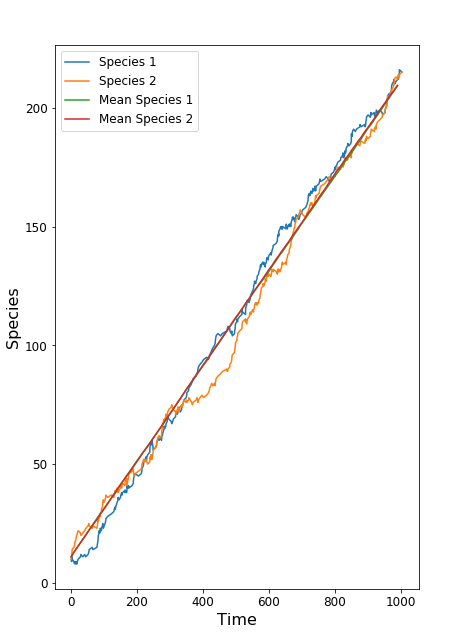 Species 1
Species 2
Mean Species 1
Mean Species 2
200
150
100
50
0
Species
0 200 400 600 800 1000
Time